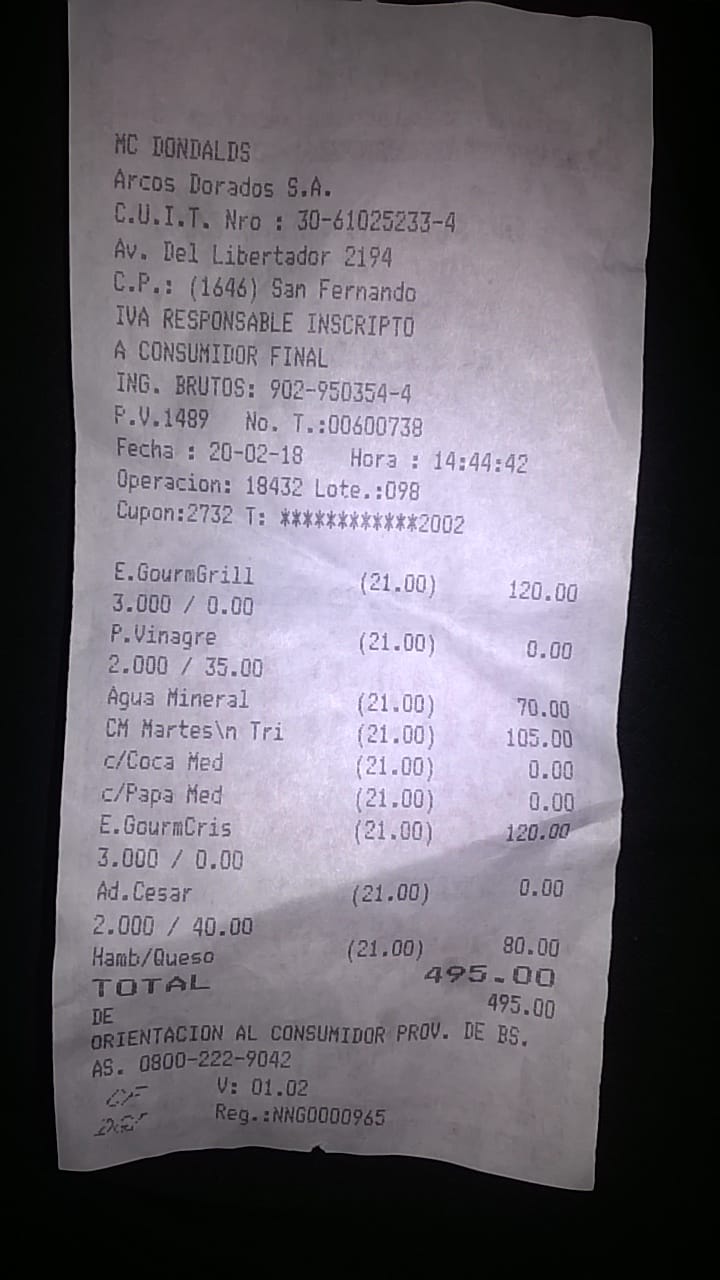 MC DONDALDS
Arcos Dorados S.A.
C.U.I.T. Nro : 30-61025233-4
Av. Del Libertador 2194
C.P.: (1646) San Fernando
IVA RESPONSABLE INSCRIPTO
A CONSUMIDOR FINAL
ING. BRUTOS: 902-950354-4
P.V.1489 No. T.:00600738
Fecha : 20-02-18 Hora : 14:44:42
Operacion: 18432 Lote.:098
Cupon:2732 T: ************2002
E.GourmGrill (21.00) 120.00
3.000 / 0.00
P.Vinagre (21.00) 0.00
2.000 / 35.00
Agua Mineral (21.00) 70.00
CM Martes\n Tri (21.00) 105.00
c/Coca Med (21.00) 0.00
c/Papa Med (21.00) 0.00
E.GourmCris (21.00) 120.00
3.000 / 0.00
Ad.Cesar (21.00) 0.00
2.000 / 40.00
Hamb/Queso (21.00) 80.00
TOTAL 495.00
DE 495.00
ORIENTACION AL CONSUMIDOR PROV. DE BS.
AS. 0800-222-9042
CF V: 01.02
DGI Reg.:NNG0000965